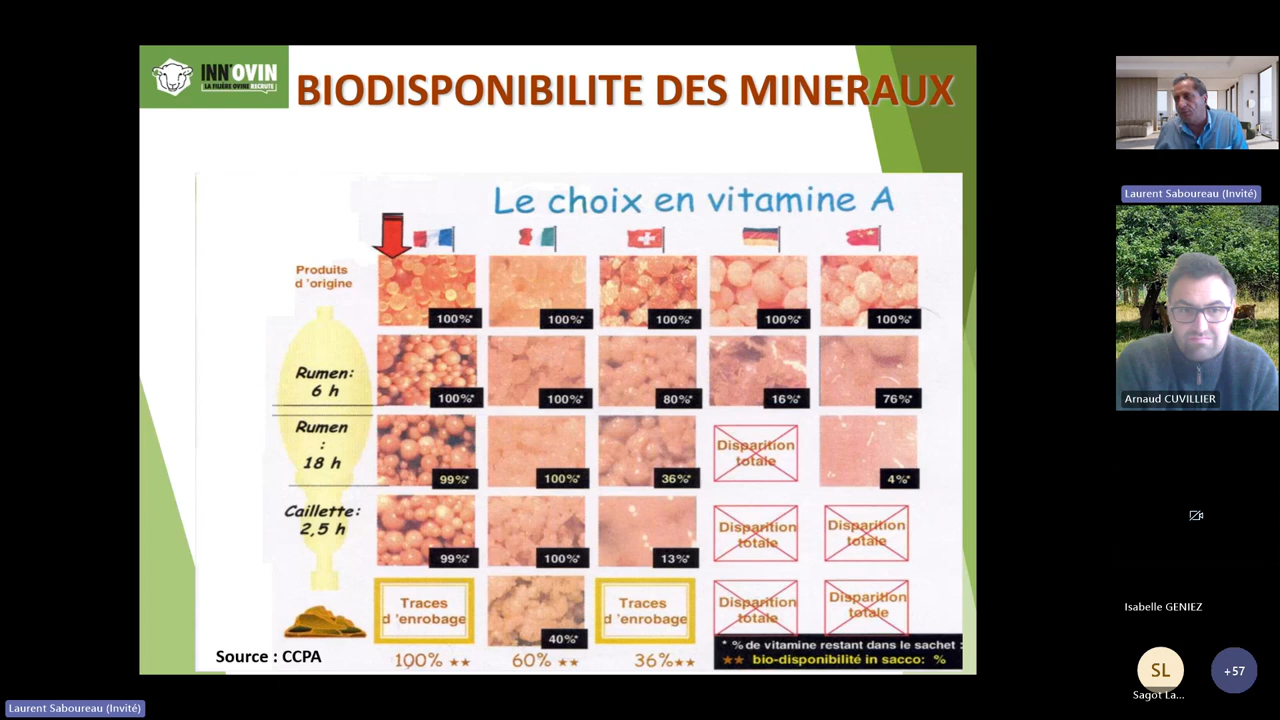 INN'OVIN
LA FILIÈRE OVINE RECRUTE
BIODISPONIBILITE DES MINERAUX
Le choix en vitamine A
Produits
d 'origine
100%*
100%*
100%*
100%*
100%*
Rumen:
6 h
100%*
100%*
80%*
16%*
76%*
Rumen
:
18 h
99%*
100%*
36%*
Disparition
totale
4%*
Caillette:
2,5 h
99%*
100%*
13%*
Disparition
totale
Disparition
totale
Traces
d 'enrobage
40%*
Traces
d 'enrobage
Disparition
totale
Disparition
totale
* % de vitamine restant dans le sachet :
★★ bio-disponibilité in sacco: %
Source : CCPA
100% ★★
60% ★★
36%★★
Laurent Saboureau (Invité)
Arnaud CUVILLIER
Isabelle GENIEZ
SL
Sagot La...
+57
Laurent Saboureau (Invité)